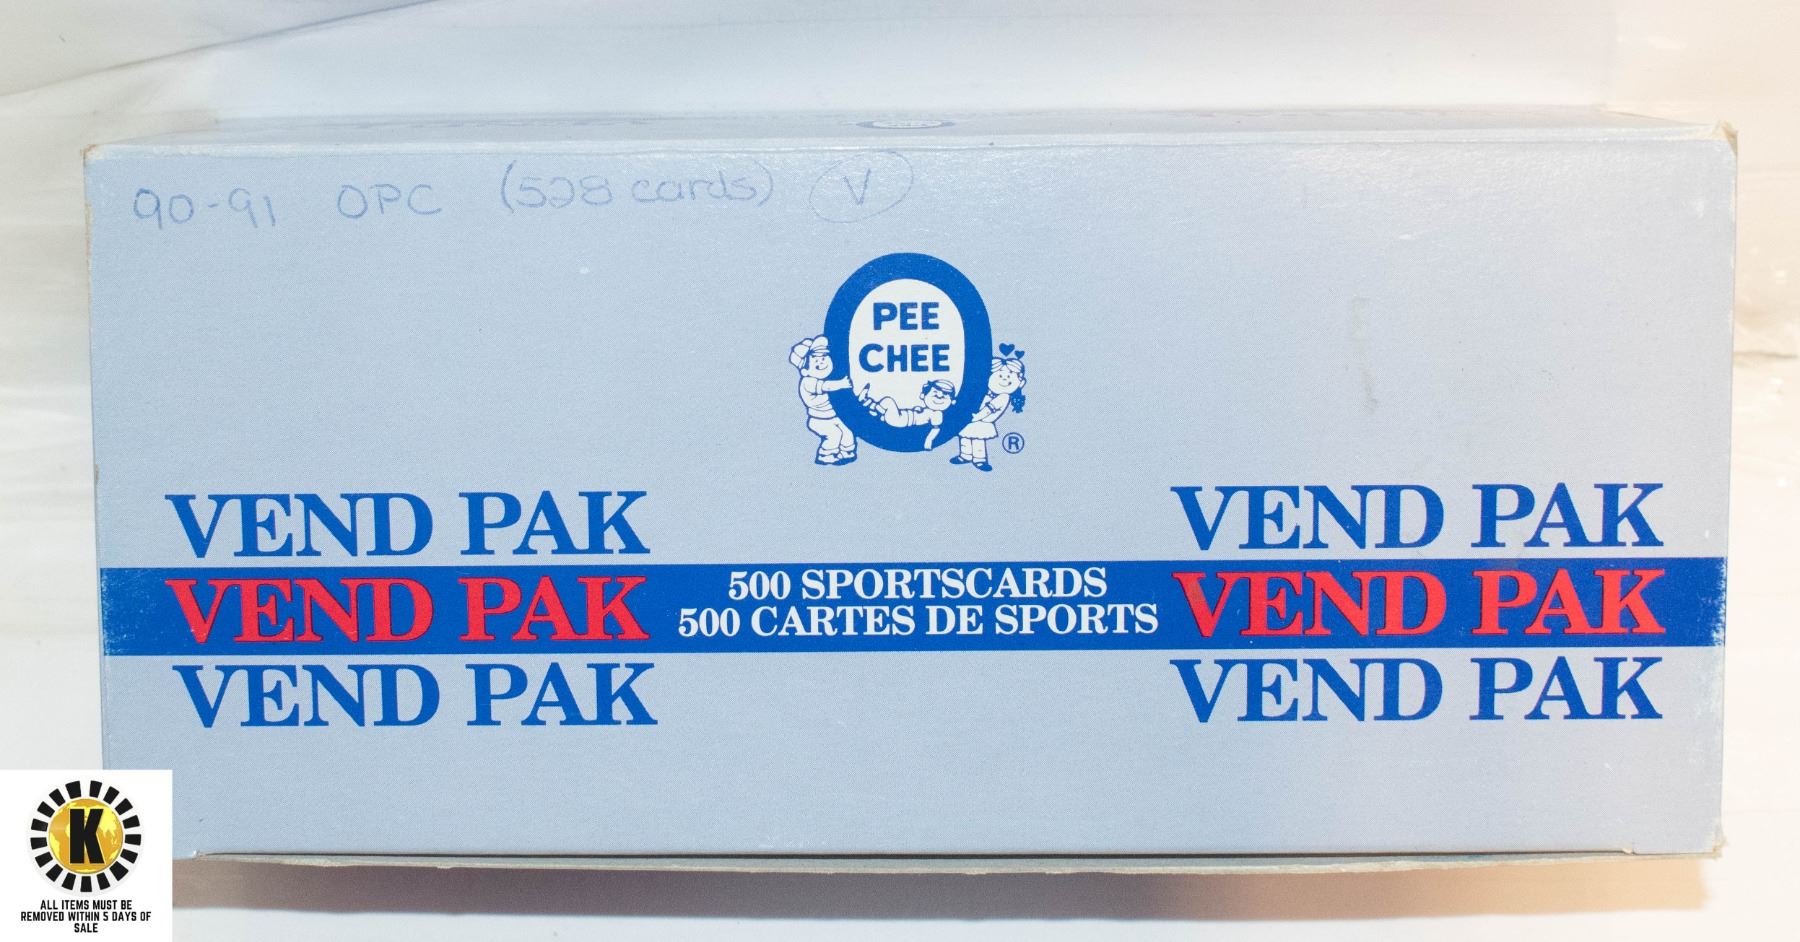 90-91 OPC (528 cards) V
PEE
CHEE
®
VEND PAK
VEND PAK
VEND PAK
500 SPORTSCARDS
500 CARTES DE SPORTS
VEND PAK
VEND PAK
VEND PAK
K
ALL ITEMS MUST BE
REMOVED WITHIN 5 DAYS OF
SALE